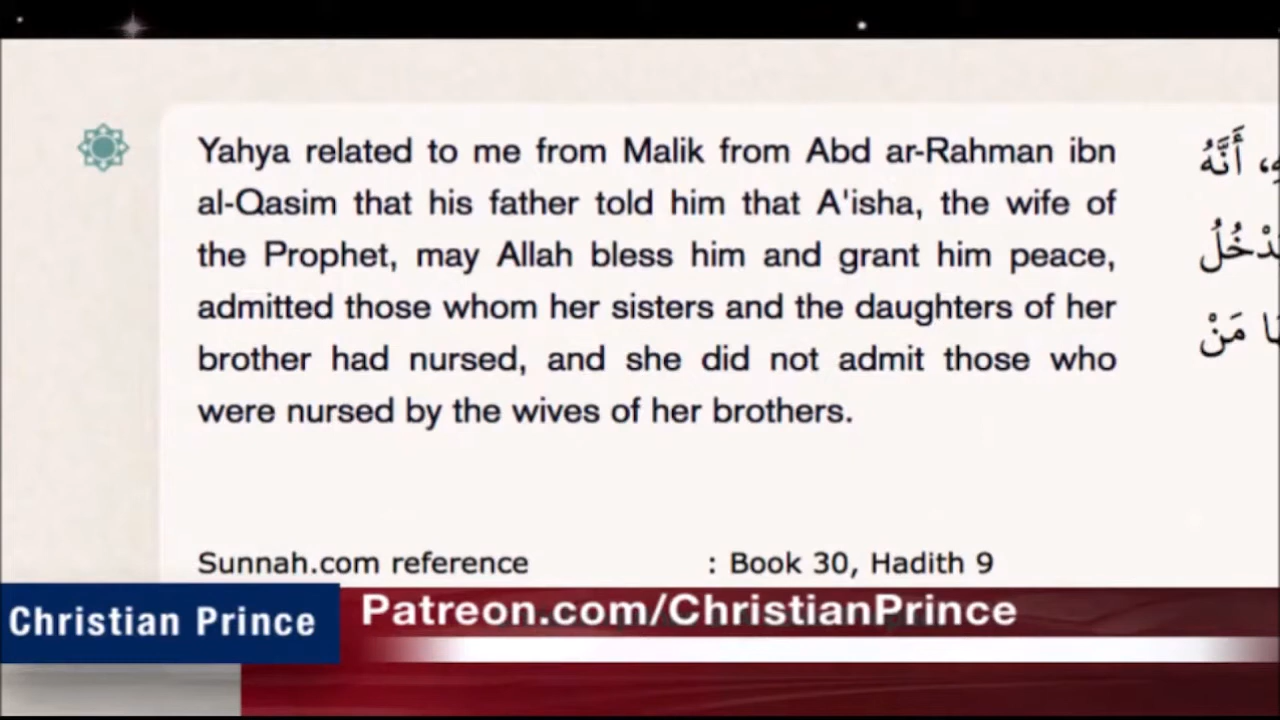 Yahya related to me from Malik from Abd ar-Rahman ibn
al-Qasim that his father told him that A'isha, the wife of
the Prophet, may Allah bless him and grant him peace,
admitted those whom her sisters and the daughters of her
brother had nursed, and she did not admit those who
were nursed by the wives of her brothers.
أَنَّهُ
مَنْ
Sunnah.com reference : Book 30, Hadith 9
Christian Prince
Patreon.com/ChristianPrince